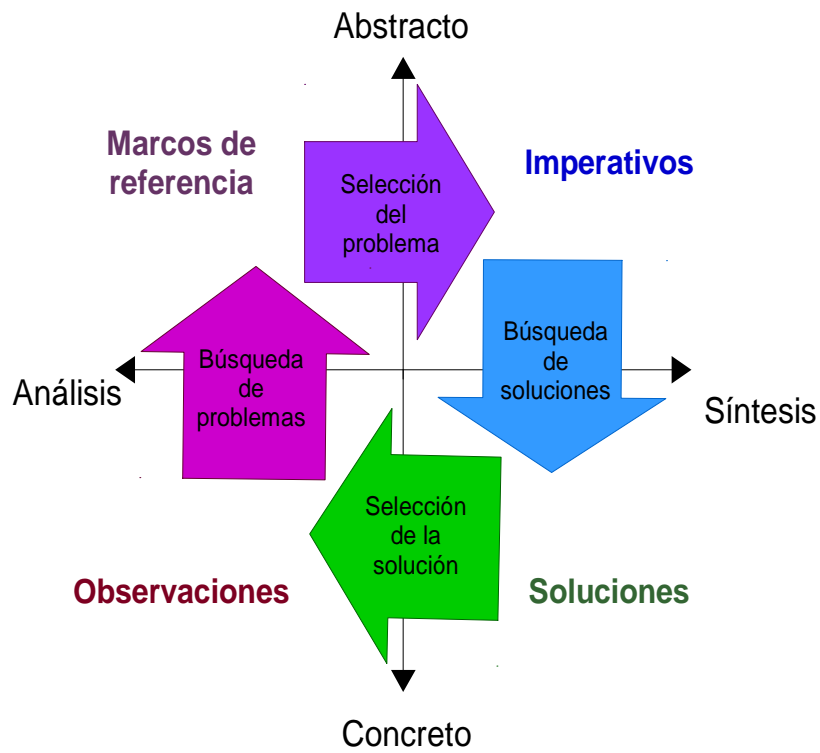 Abstracto
Marcos de
referencia
Selección
del
problema
Imperativos
Búsqueda
de
problemas
Búsqueda
de
soluciones
Análisis
Síntesis
Selección
de la
solución
Observaciones
Soluciones
Concreto